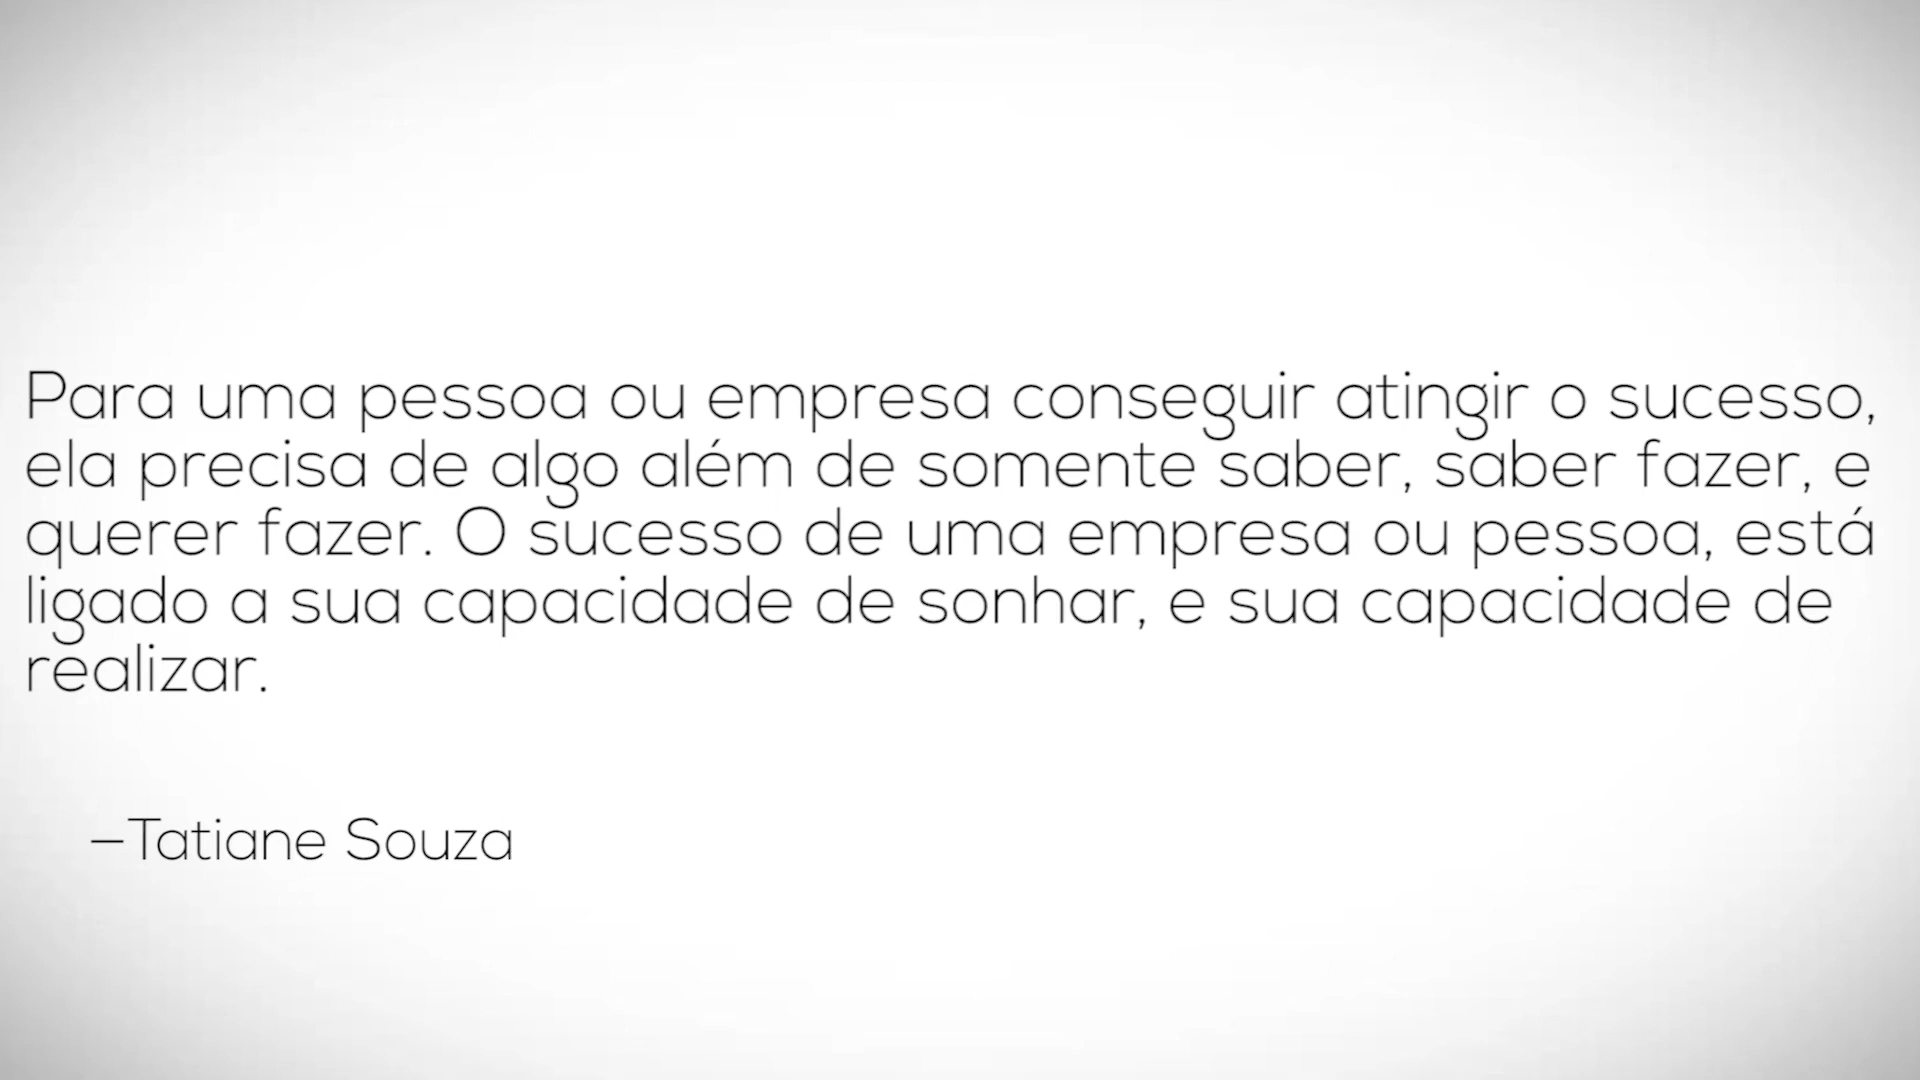 Para uma pessoa ou empresa conseguir atingir o sucesso,
ela precisa de algo além de somente saber, saber fazer, e
querer fazer. O sucesso de uma empresa ou pessoa, está
ligado a sua capacidade de sonhar, e sua capacidade de
realizar.
—Tatiane Souza